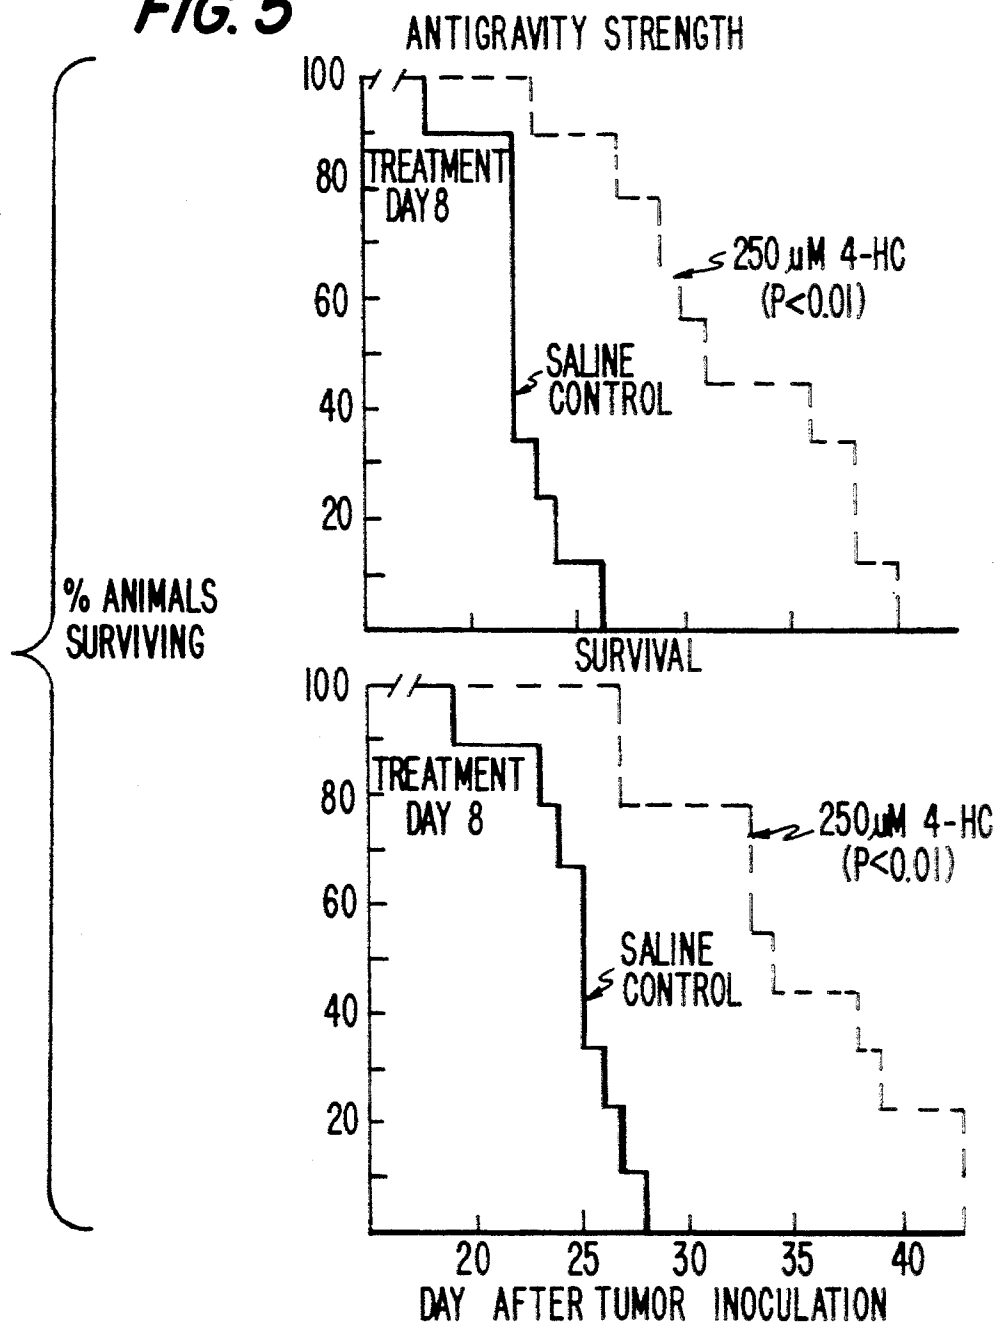 FIG. 5
ANTIGRAVITY STRENGTH
100
80
60
40
20
TREATMENT
DAY 8
250 µM 4-HC
(P<0.01)
SALINE
CONTROL
% ANIMALS
SURVIVING
SURVIVAL
100
80
60
40
20
TREATMENT
DAY 8
250µM 4-HC
(P<0.01)
SALINE
CONTROL
20 25 30 35 40
DAY AFTER TUMOR INOCULATION